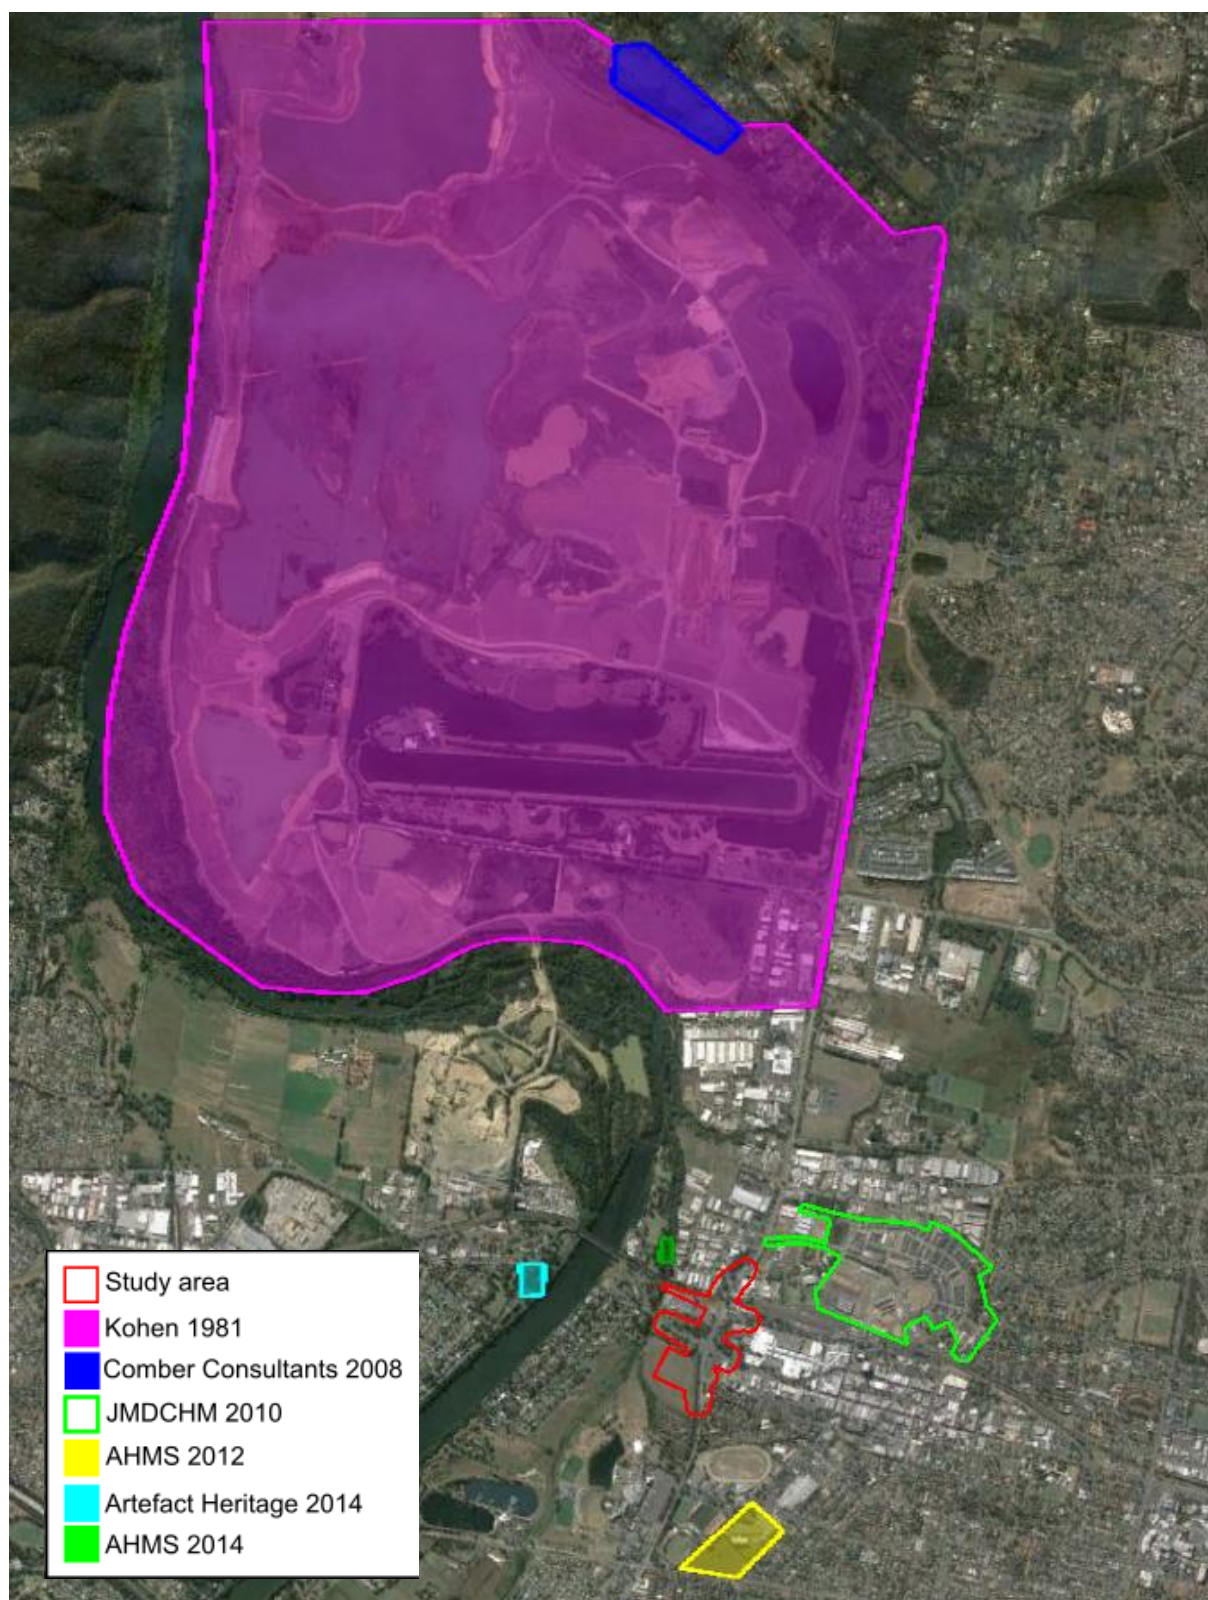 Study area
Kohen 1981
Comber Consultants 2008
JMDCHM 2010
AHMS 2012
Artefact Heritage 2014
AHMS 2014